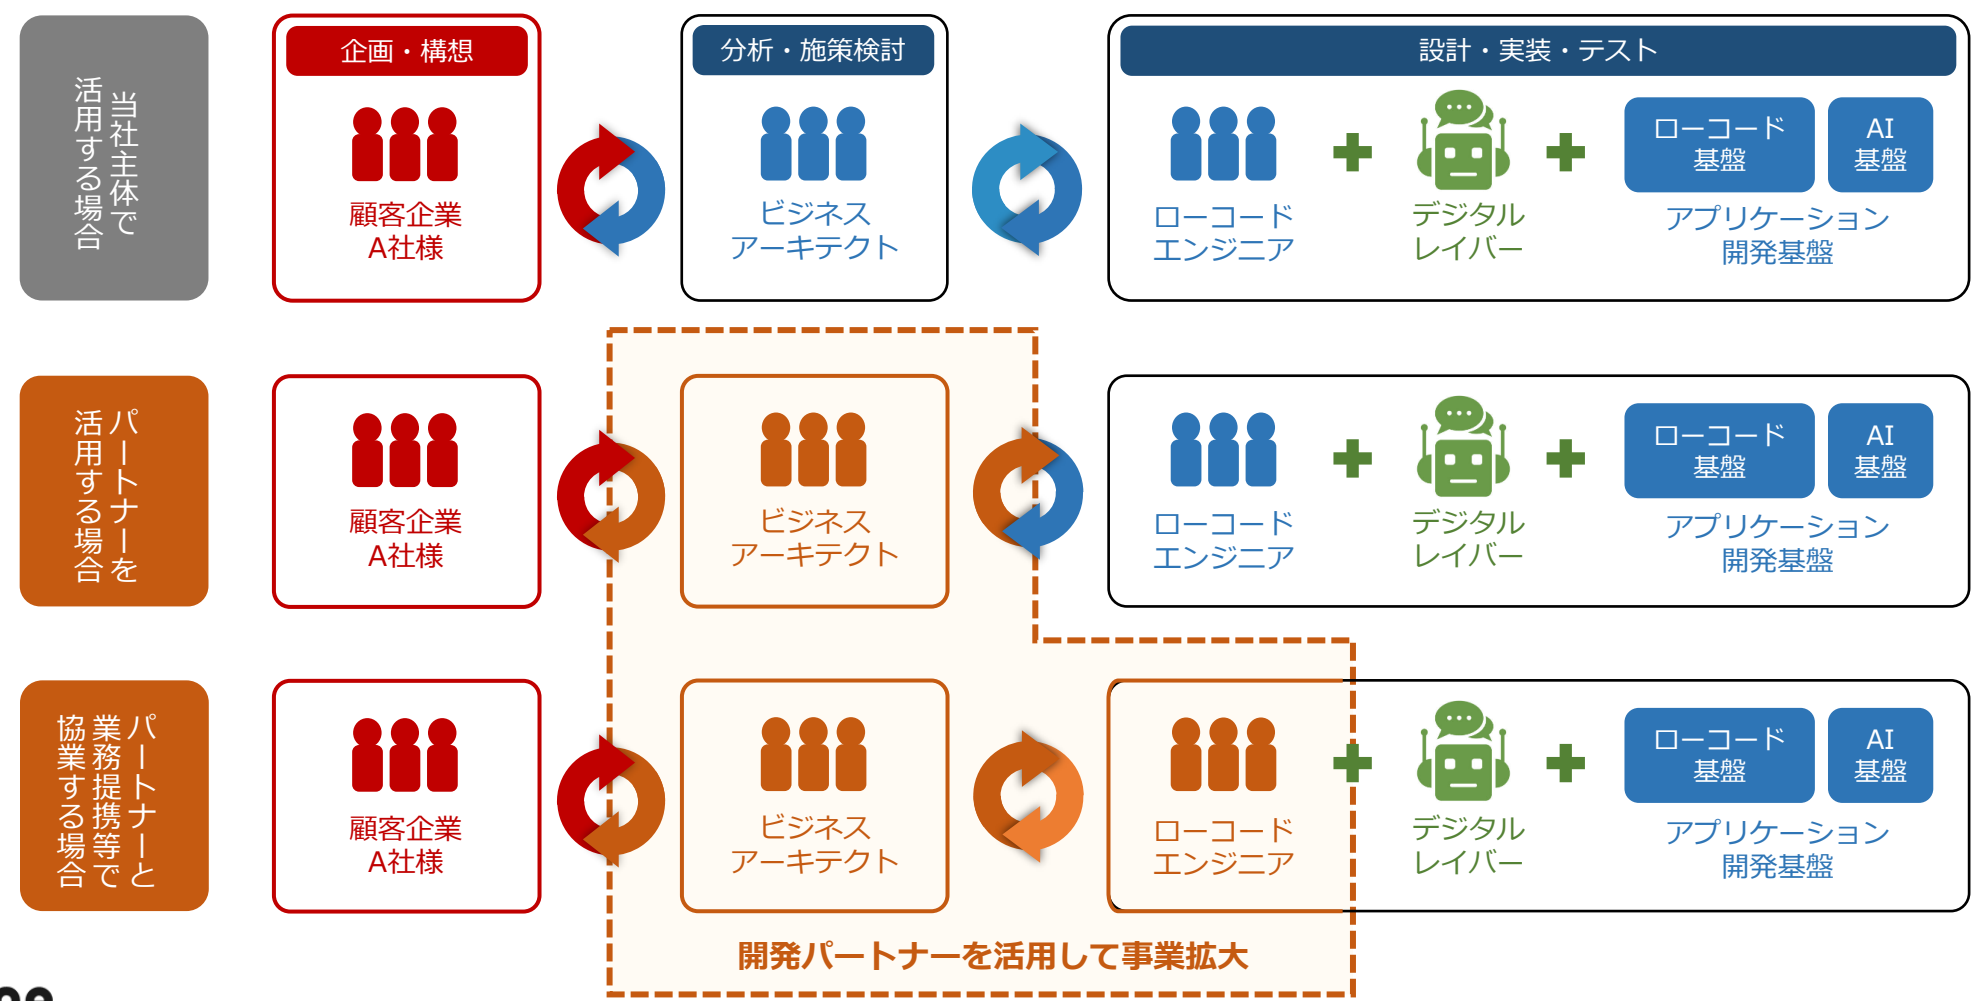 当社主体で
活用する場合
企画・構想
顧客企業
A社様
分析・施策検討
ビジネス
アーキテクト
設計・実装・テスト
ローコード
エンジニア
デジタル
レイバー
ローコード
基盤
AI
基盤
アプリケーション
開発基盤
パートナーを
活用する場合
顧客企業
A社様
ビジネス
アーキテクト
ローコード
エンジニア
デジタル
レイバー
ローコード
基盤
AI
基盤
アプリケーション
開発基盤
パートナーと
業務提携等で
協業する場合
顧客企業
A社様
ビジネス
アーキテクト
ローコード
エンジニア
デジタル
レイバー
ローコード
基盤
AI
基盤
アプリケーション
開発基盤
開発パートナーを活用して事業拡大